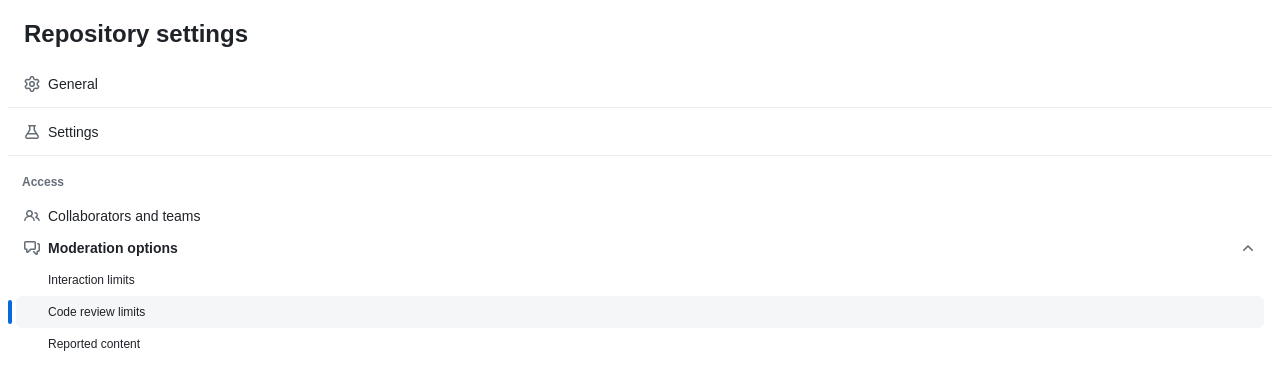 Repository settings
General
Settings
Access
Collaborators and teams
Moderation options
Interaction limits
Code review limits
Reported content